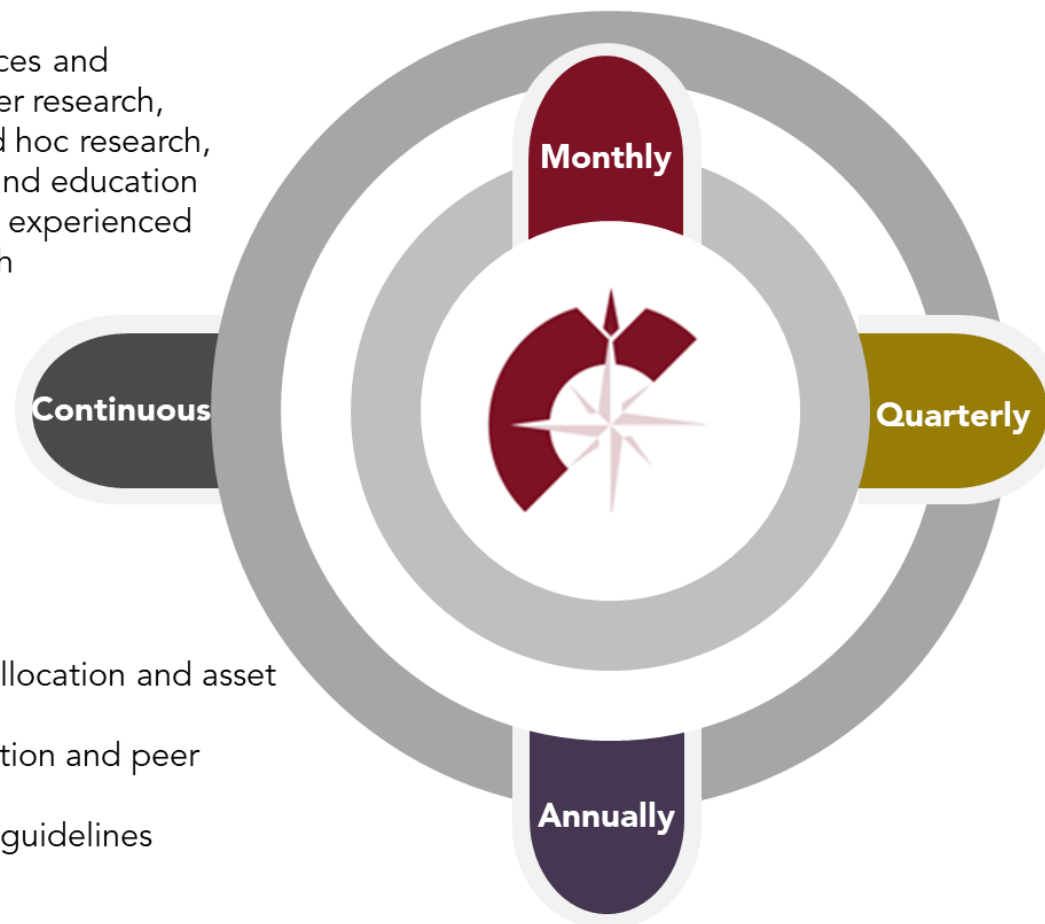 ces and
er research,
d hoc research,
nd education
experienced
h
Monthly
Continuous
Quarterly
llocation and asset
tion and peer
guidelines
Annually